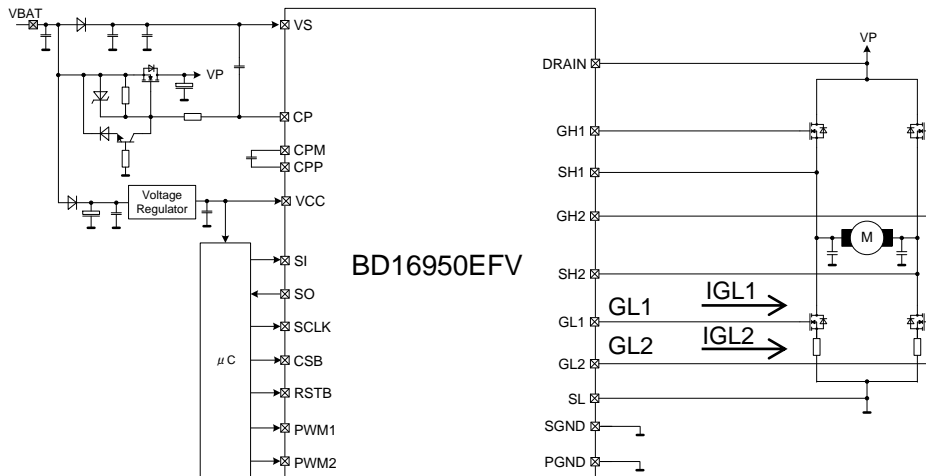 VBAT
VS
VP
CP
CPM
CPP
Voltage
Regulator
VCC
SI
SO
SCLK
μC
CSB
RSTB
PWM1
PWM2
BD16950EFV
VP
DRAIN
GH1
SH1
GH2
M
SH2
GL1 IGL1
GL1
GL2 IGL2
GL2
SL
SGND
PGND